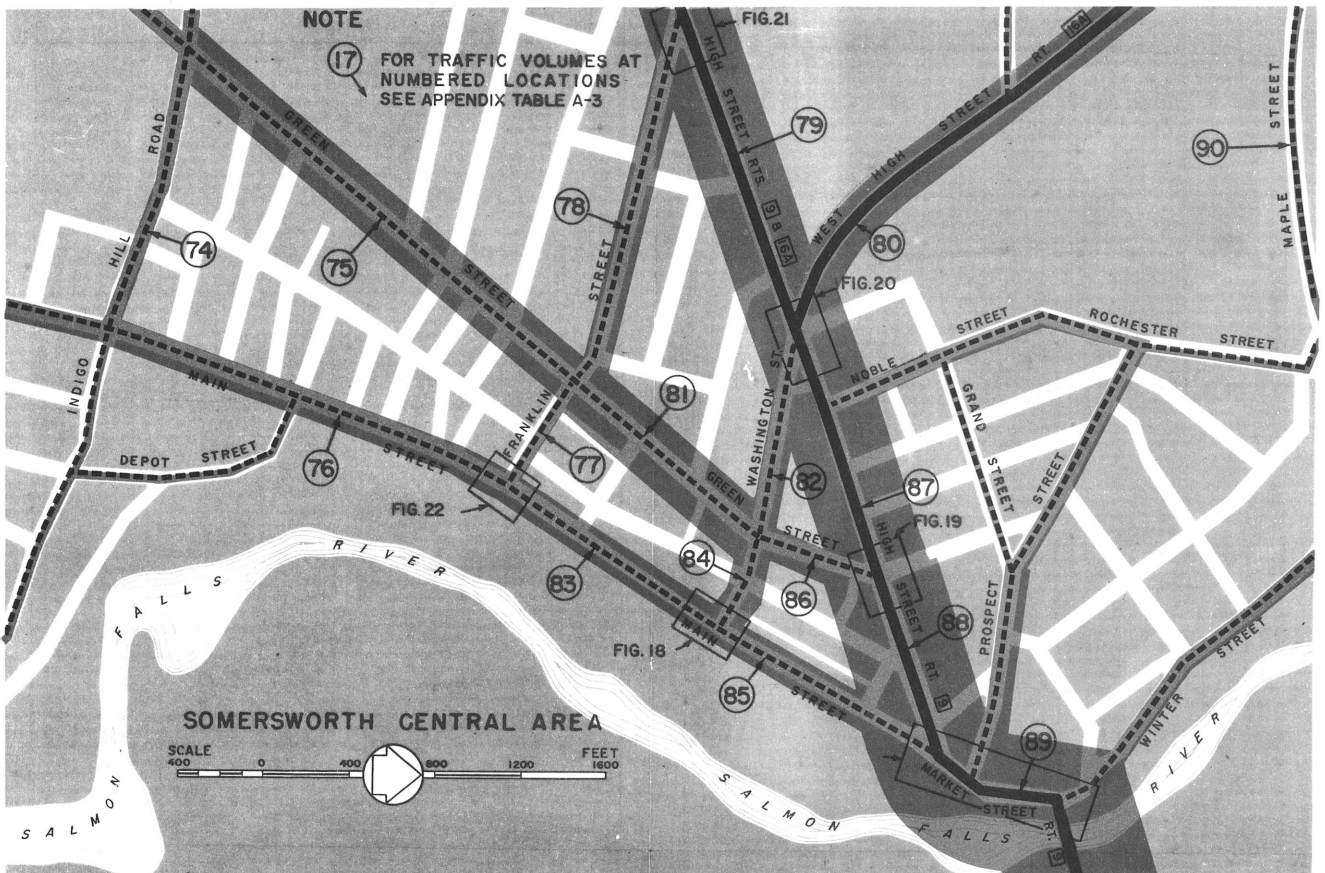 NOTE
17 FOR TRAFFIC VOLUMES AT
NUMBERED LOCATIONS
SEE APPENDIX TABLE A-3
FIG. 21
HIGH
STREET
RTS.
9 & 16A
79
RT. 16A
STREET
HIGH
WEST
80
STREET
MAPLE
90
GREEN
STREET
75
ROAD
HILL
INDIGO
74
STREET
78
FRANKLIN
77
FIG. 20
ST.
WASHINGTON
82
NOBLE
STREET
ROCHESTER
STREET
GRAND
STREET
STREET
PROSPECT
81
GREEN
STREET
86
87
FIG. 19
HIGH
STREET
88
RT. 9
MAIN
STREET
76
DEPOT STREET
FIG. 22
83
84
MAIN
FIG. 18
85
STREET
89
MARKET
STREET
RT. 9
WINTER
STREET
RIVER
FALLS
SALMON
RIVER
SALMON
FALLS
RIVER
SOMERSWORTH CENTRAL AREA
SCALE
FEET
400 0 400 800 1200 1600